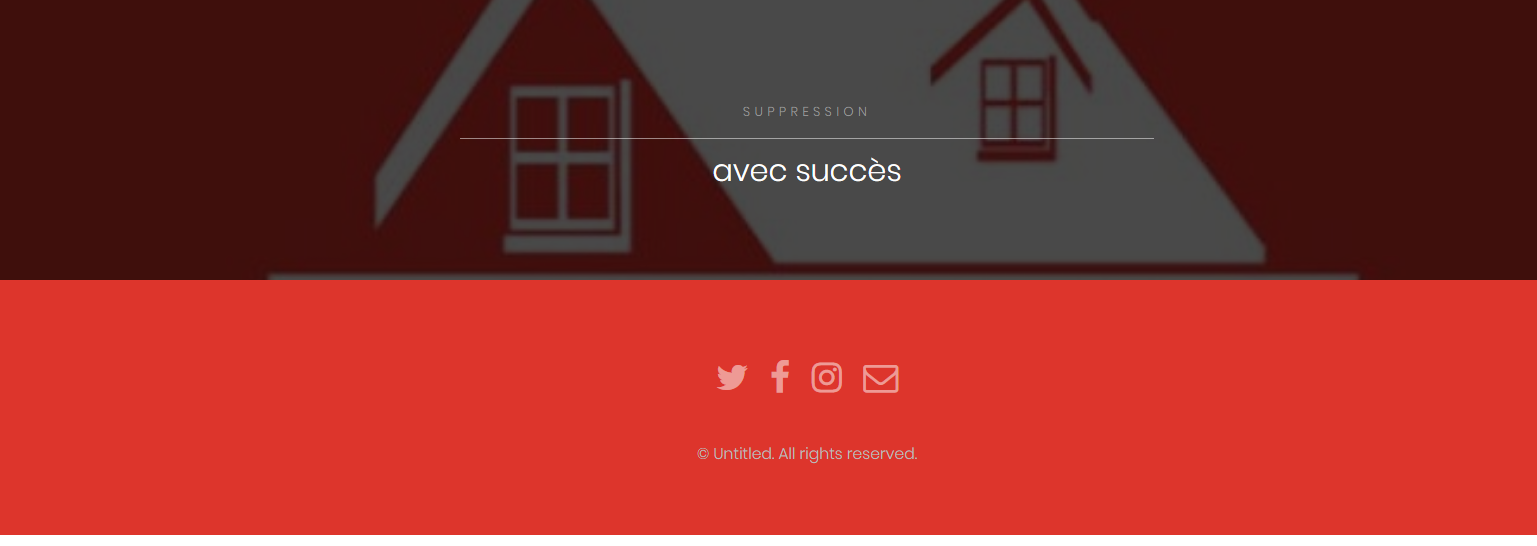 SUPPRESSION
avec succès
© Untitled. All rights reserved.